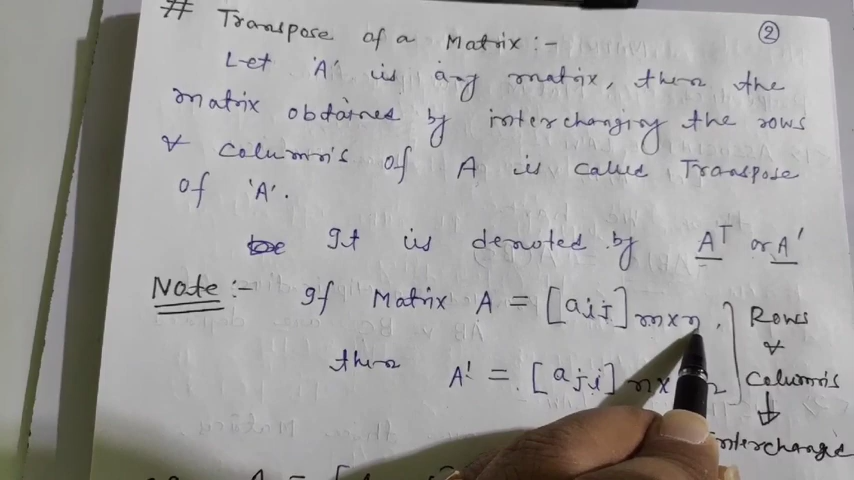 ②
# Transpose of a Matrix :-
Let 'A' is any matrix, then the
matrix obtained by interchanging the rows
& columns of A is called Transpose
of 'A'.
It is denoted by A^T or A'
Note :- If Matrix A = [aij] m×n , Rows
&
then A' = [aji] n× Columns
↓
interchange
A = [